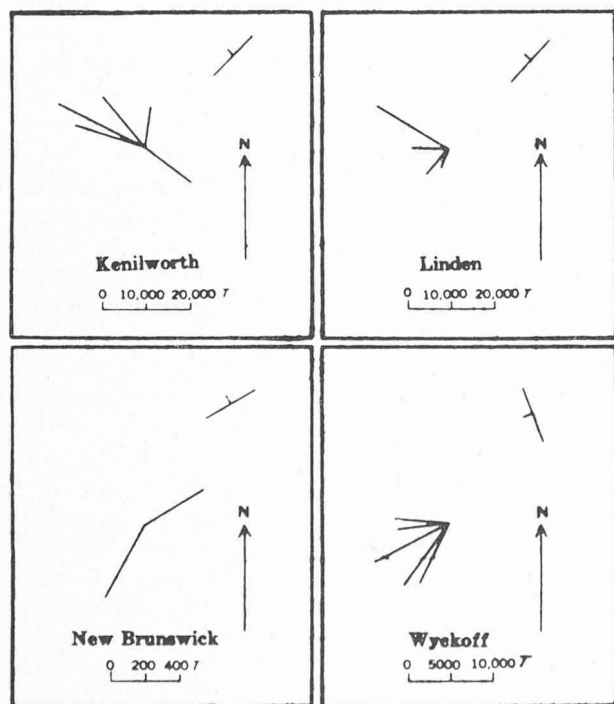 N
Kenilworth
0 10,000 20,000 T
N
Linden
0 10,000 20,000 T
N
New Brunswick
0 200 400 T
N
Wyckoff
0 5000 10,000 T